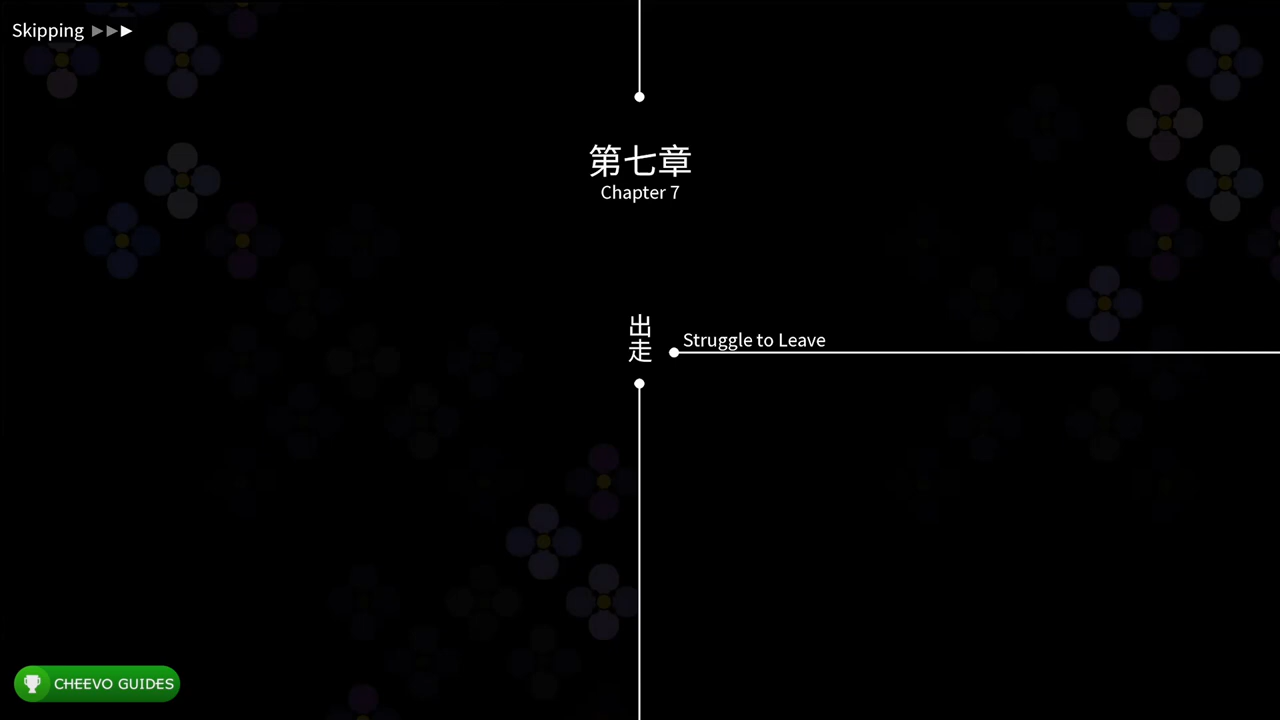 Skipping
第七章
Chapter 7
出走
Struggle to Leave
CHEEVO GUIDES